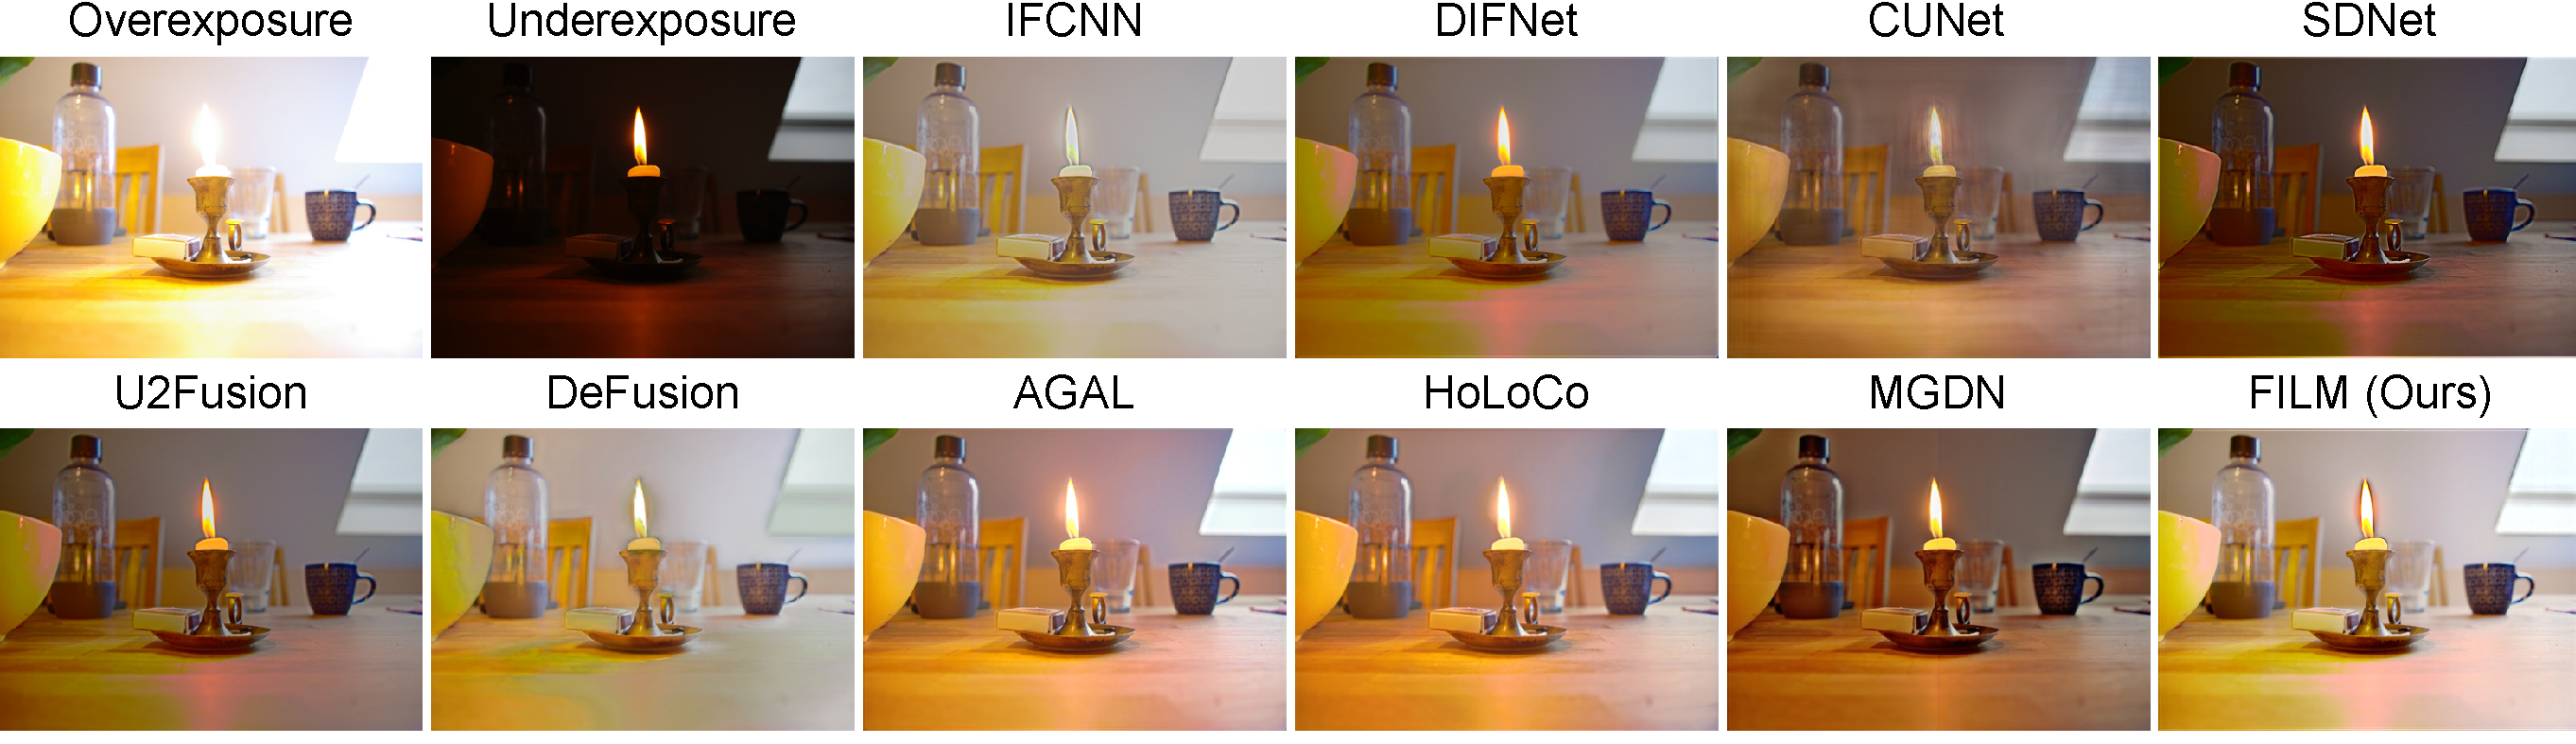 Overexposure Underexposure IFCNN DIFNet CUNet SDNet
U2Fusion DeFusion AGAL HoLoCo MGDN FILM (Ours)